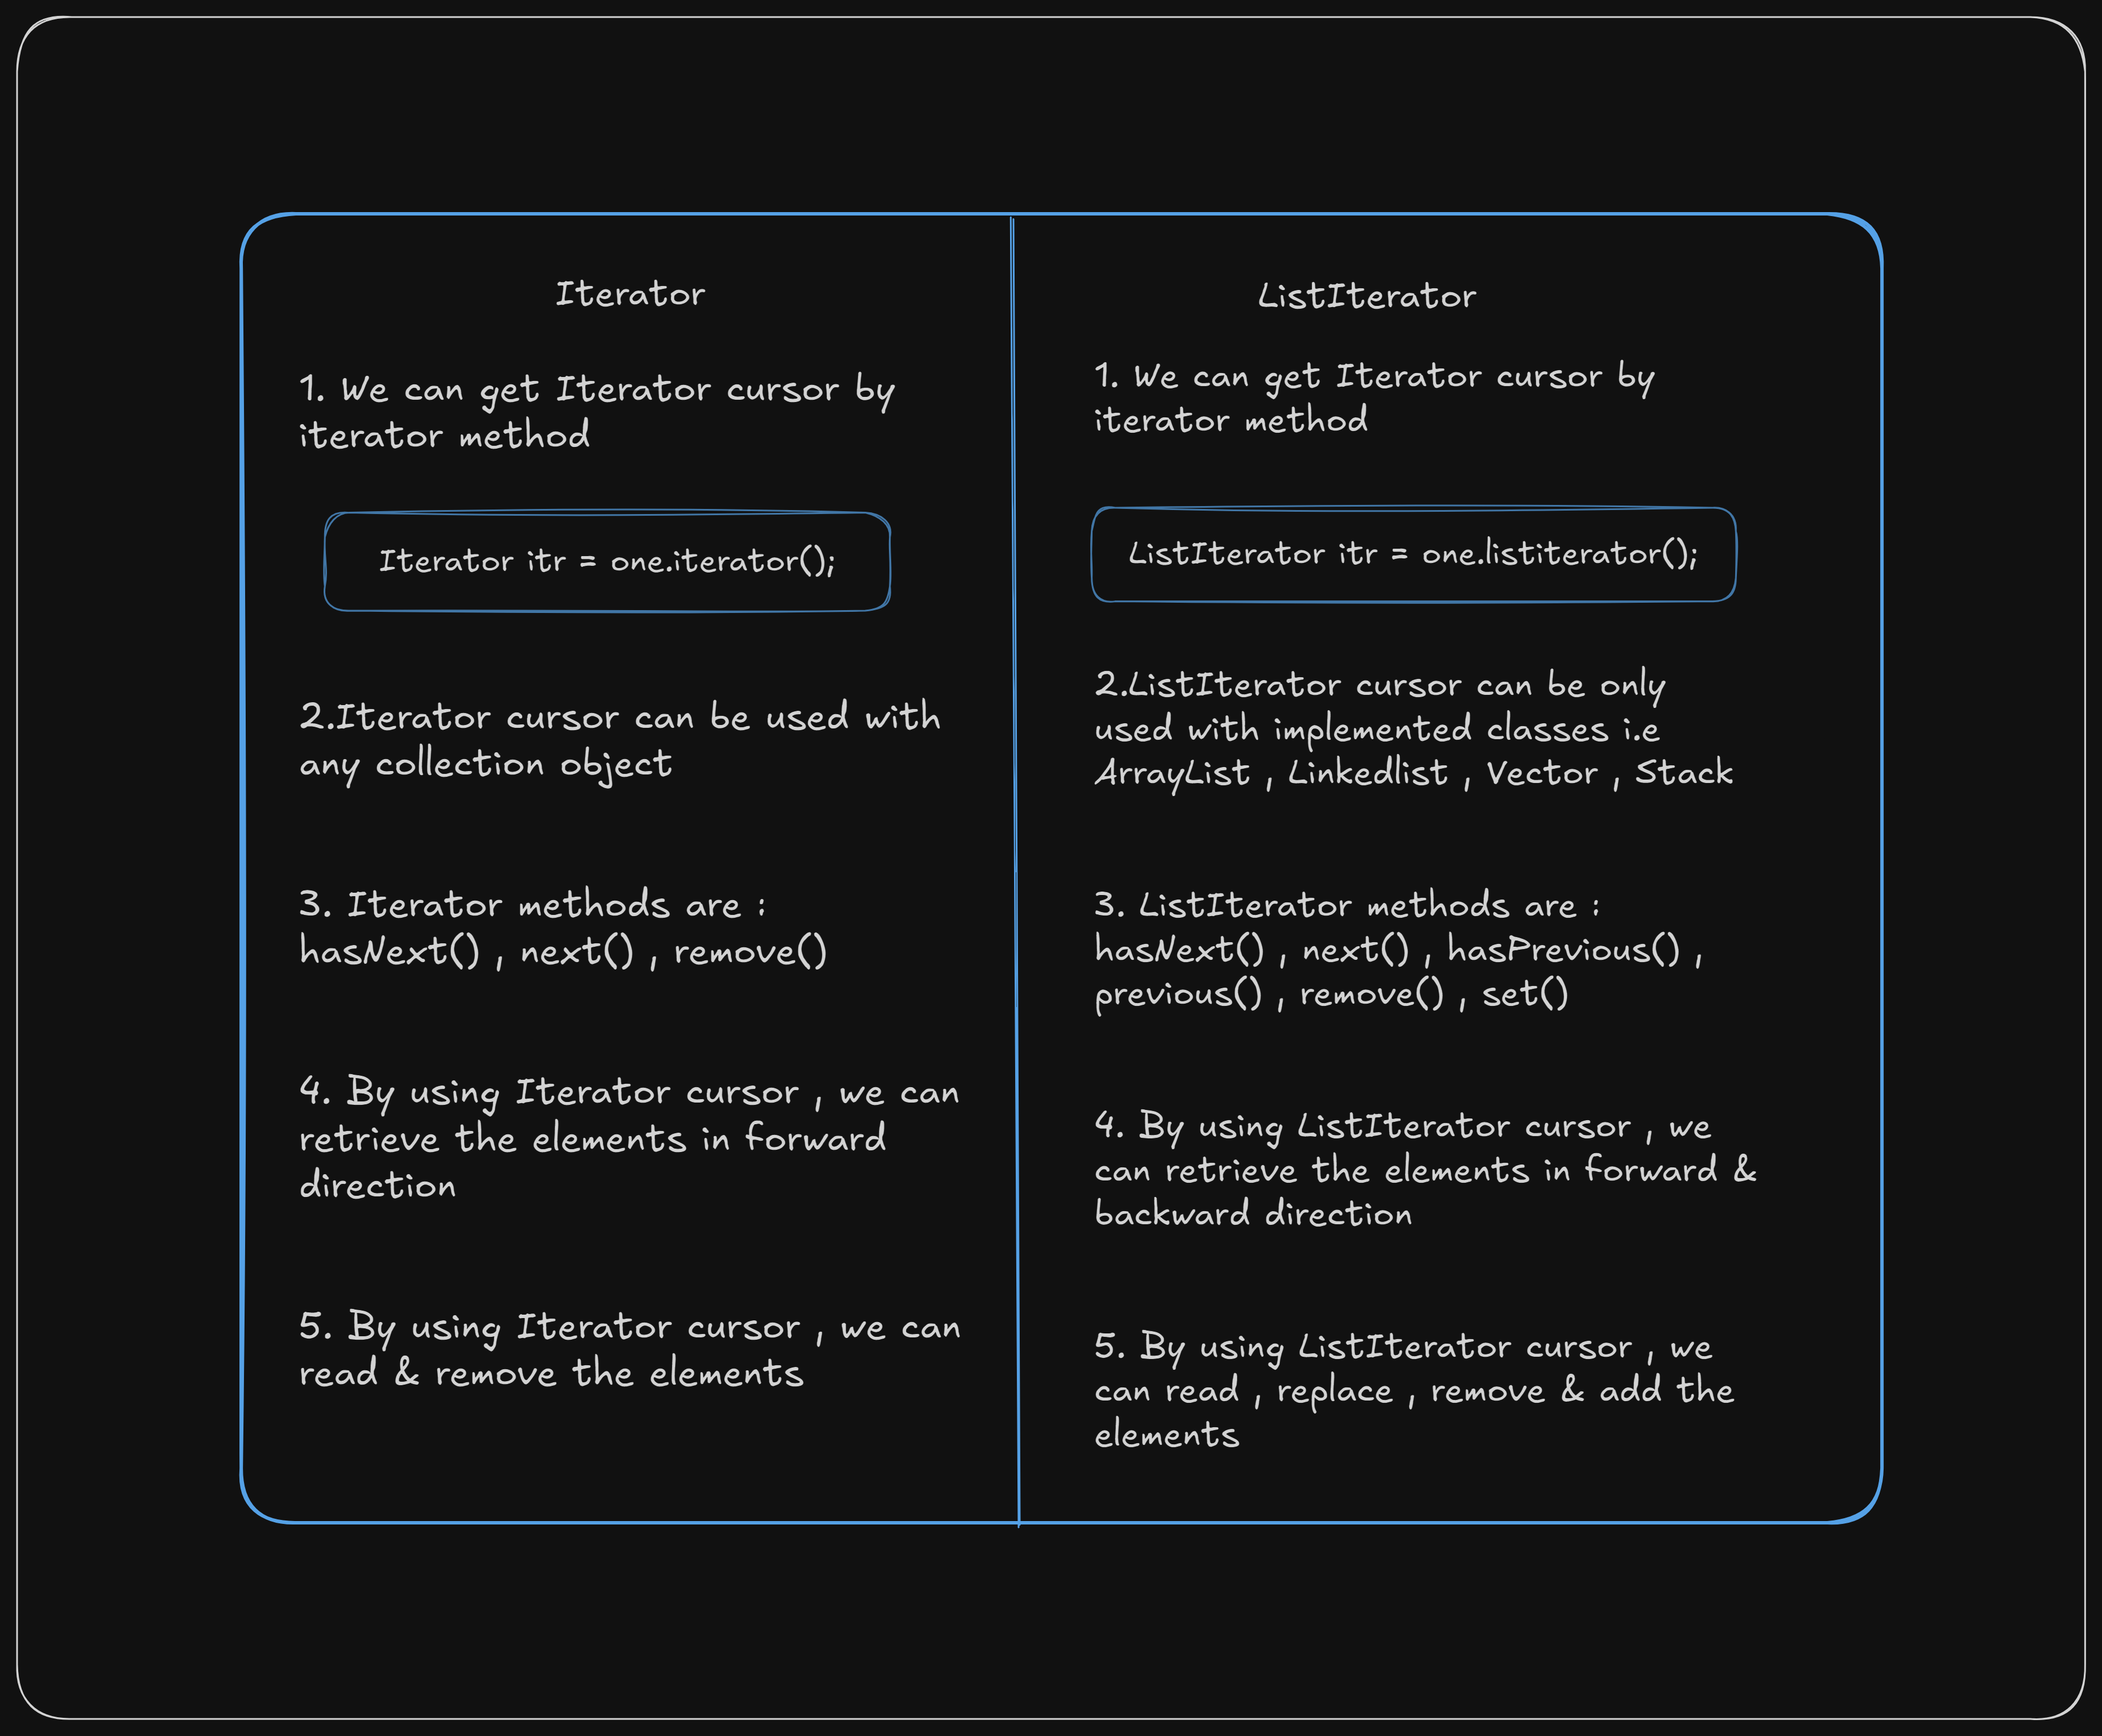 Iterator
1. We can get Iterator cursor by
iterator method
Iterator itr = one.iterator();
2.Iterator cursor can be used with
any collection object
3. Iterator methods are :
hasNext() , next() , remove()
4. By using Iterator cursor , we can
retrieve the elements in forward
direction
5. By using Iterator cursor , we can
read & remove the elements
ListIterator
1. We can get Iterator cursor by
iterator method
ListIterator itr = one.listiterator();
2.ListIterator cursor can be only
used with implemented classes i.e
ArrayList , Linkedlist , Vector , Stack
3. ListIterator methods are :
hasNext() , next() , hasPrevious() ,
previous() , remove() , set()
4. By using ListIterator cursor , we
can retrieve the elements in forward &
backward direction
5. By using ListIterator cursor , we
can read , replace , remove & add the
elements